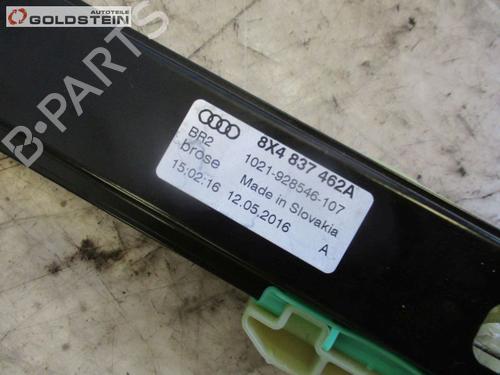 AUTOTEILE
GOLDSTEIN
B-PARTS
8X4 837 462A
BR2
brose
1021-928546-107
Made in Slovakia
15:02:16 12.05.2016
A